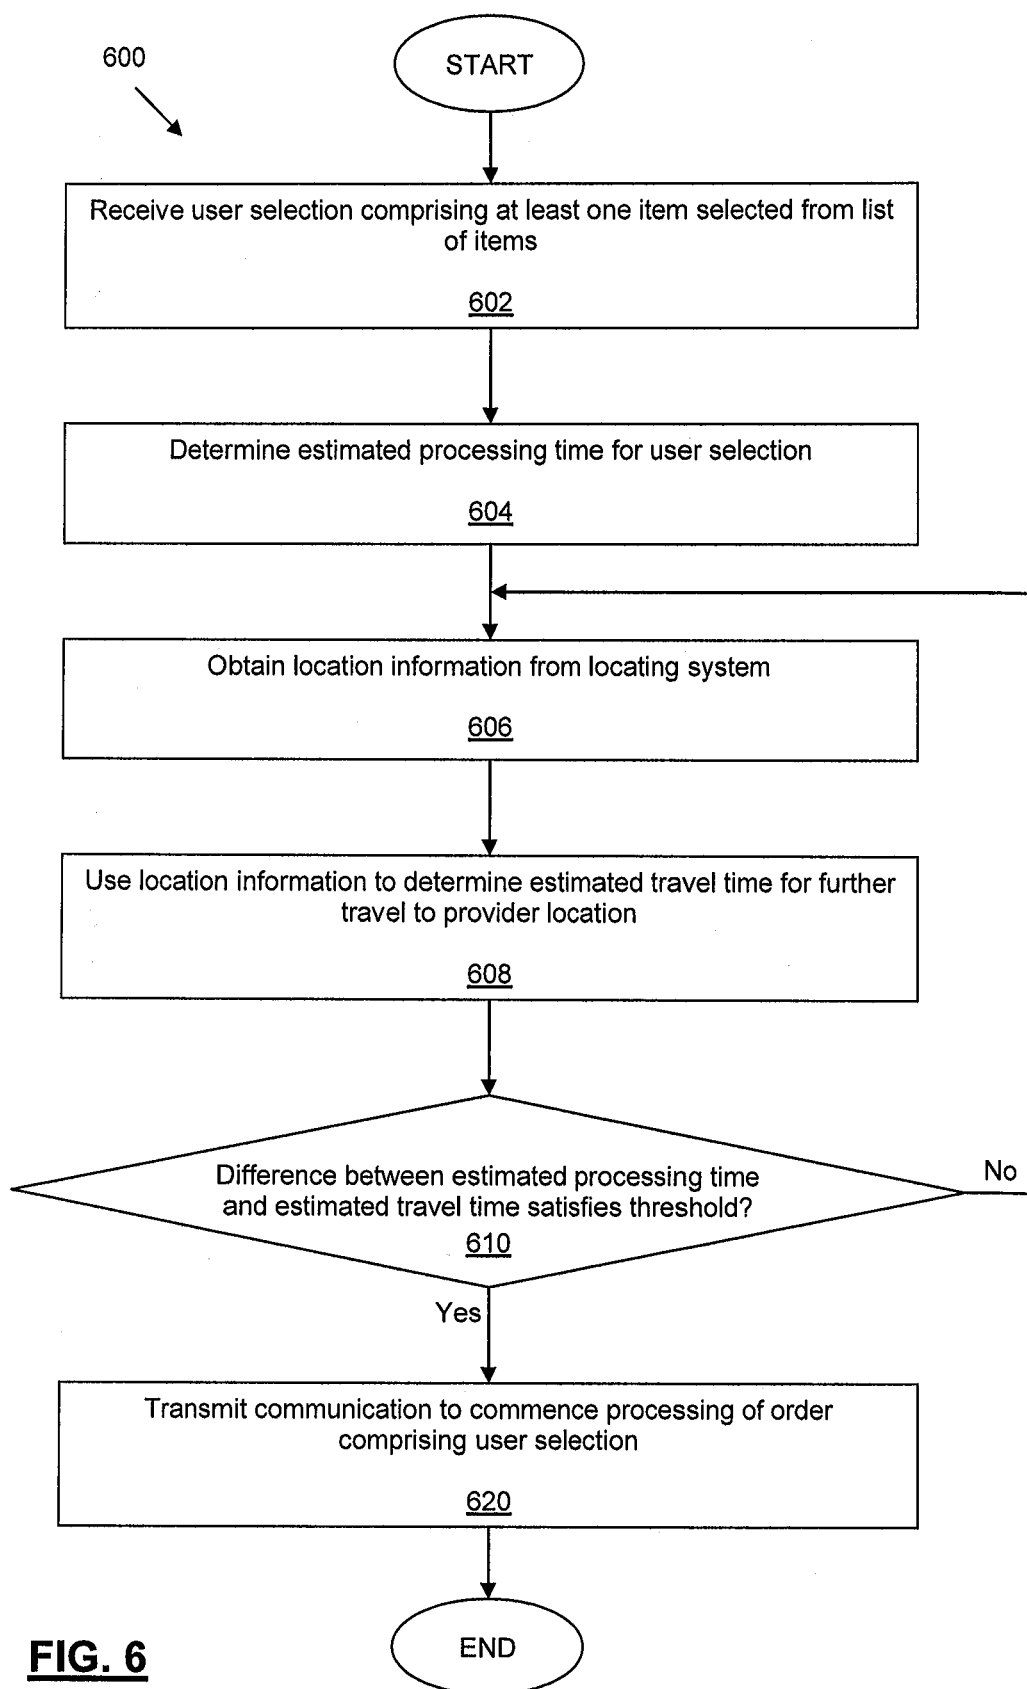 600
START
Receive user selection comprising at least one item selected from list
of items
602
Determine estimated processing time for user selection
604
Obtain location information from locating system
606
Use location information to determine estimated travel time for further
travel to provider location
608
Difference between estimated processing time
and estimated travel time satisfies threshold?
610
No
Yes
Transmit communication to commence processing of order
comprising user selection
620
END
FIG. 6